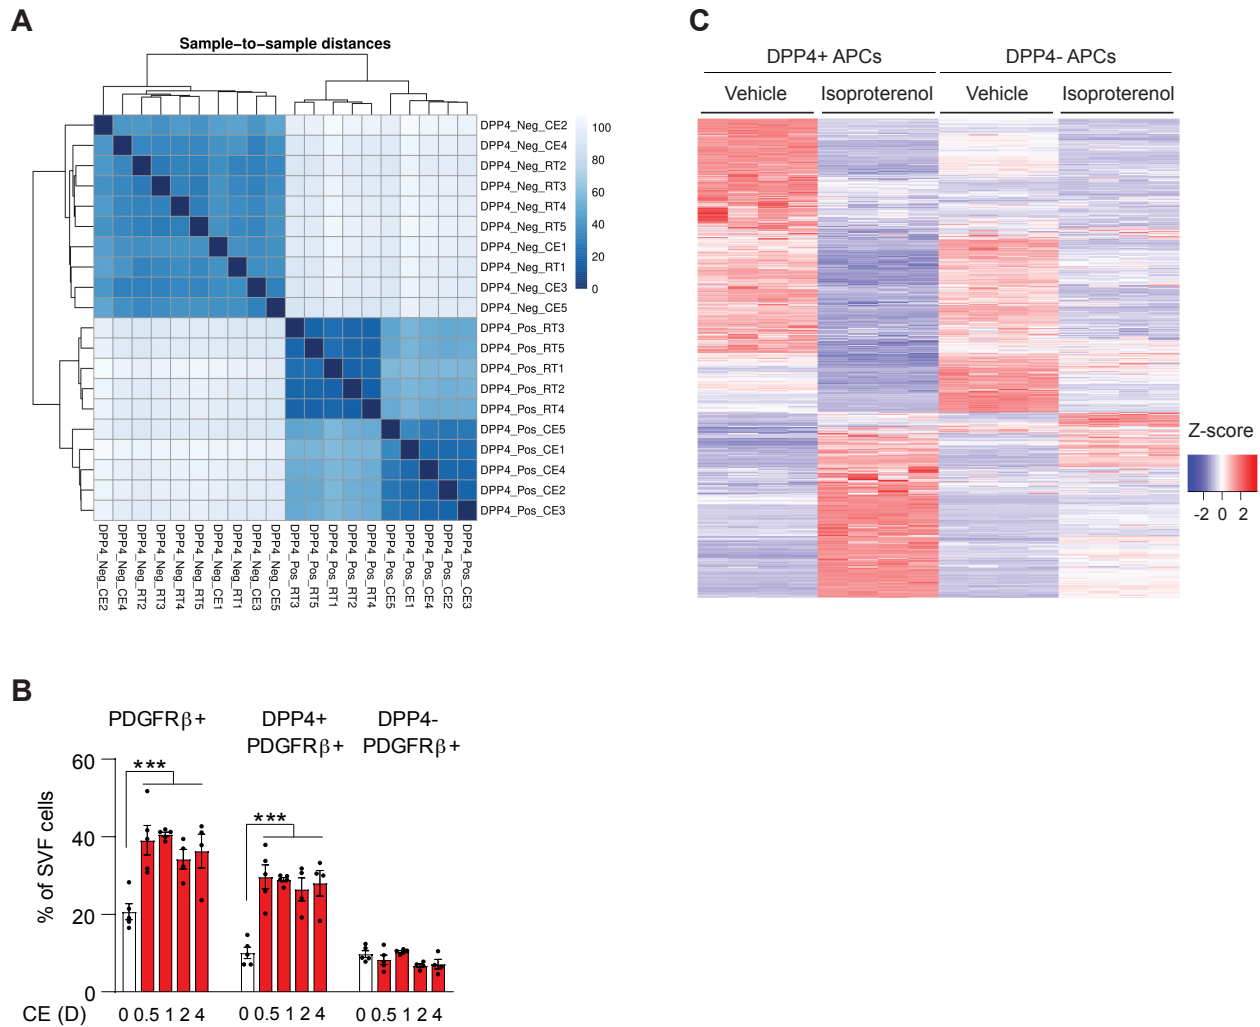 A
Sample-to-sample distances
DPP4_Neg_CE2
DPP4_Neg_CE4
DPP4_Neg_RT2
DPP4_Neg_RT3
DPP4_Neg_RT4
DPP4_Neg_RT5
DPP4_Neg_CE1
DPP4_Neg_RT1
DPP4_Neg_CE3
DPP4_Neg_CE5
DPP4_Pos_RT3
DPP4_Pos_RT5
DPP4_Pos_RT1
DPP4_Pos_RT2
DPP4_Pos_RT4
DPP4_Pos_CE5
DPP4_Pos_CE1
DPP4_Pos_CE4
DPP4_Pos_CE2
DPP4_Pos_CE3
100
80
60
40
20
0
DPP4_Neg_CE2
DPP4_Neg_CE4
DPP4_Neg_RT2
DPP4_Neg_RT3
DPP4_Neg_RT4
DPP4_Neg_RT5
DPP4_Neg_CE1
DPP4_Neg_RT1
DPP4_Neg_CE3
DPP4_Neg_CE5
DPP4_Pos_RT3
DPP4_Pos_RT5
DPP4_Pos_RT1
DPP4_Pos_RT2
DPP4_Pos_RT4
DPP4_Pos_CE5
DPP4_Pos_CE1
DPP4_Pos_CE4
DPP4_Pos_CE2
DPP4_Pos_CE3
C
DPP4+ APCs DPP4- APCs
Vehicle Isoproterenol Vehicle Isoproterenol
Z-score
-2 0 2
B
PDGFRβ+
DPP4+
PDGFRβ+
DPP4-
PDGFRβ+
% of SVF cells
60
40
20
0
***
***
CE (D) 0 0.5 1 2 4 0 0.5 1 2 4 0 0.5 1 2 4